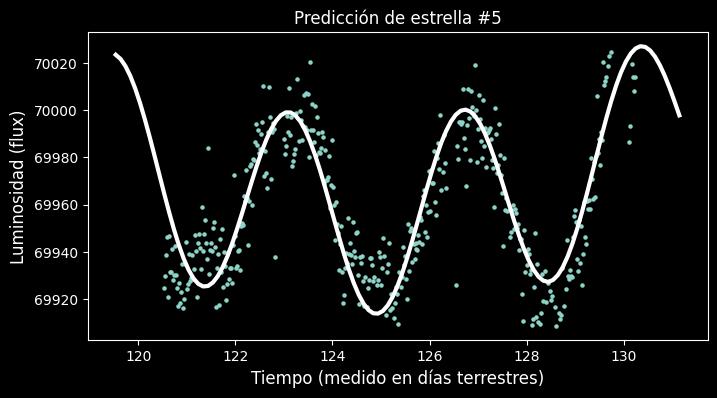 Predicción de estrella #5
Luminosidad (flux)
70020
70000
69980
69960
69940
69920
120 122 124 126 128 130
Tiempo (medido en días terrestres)